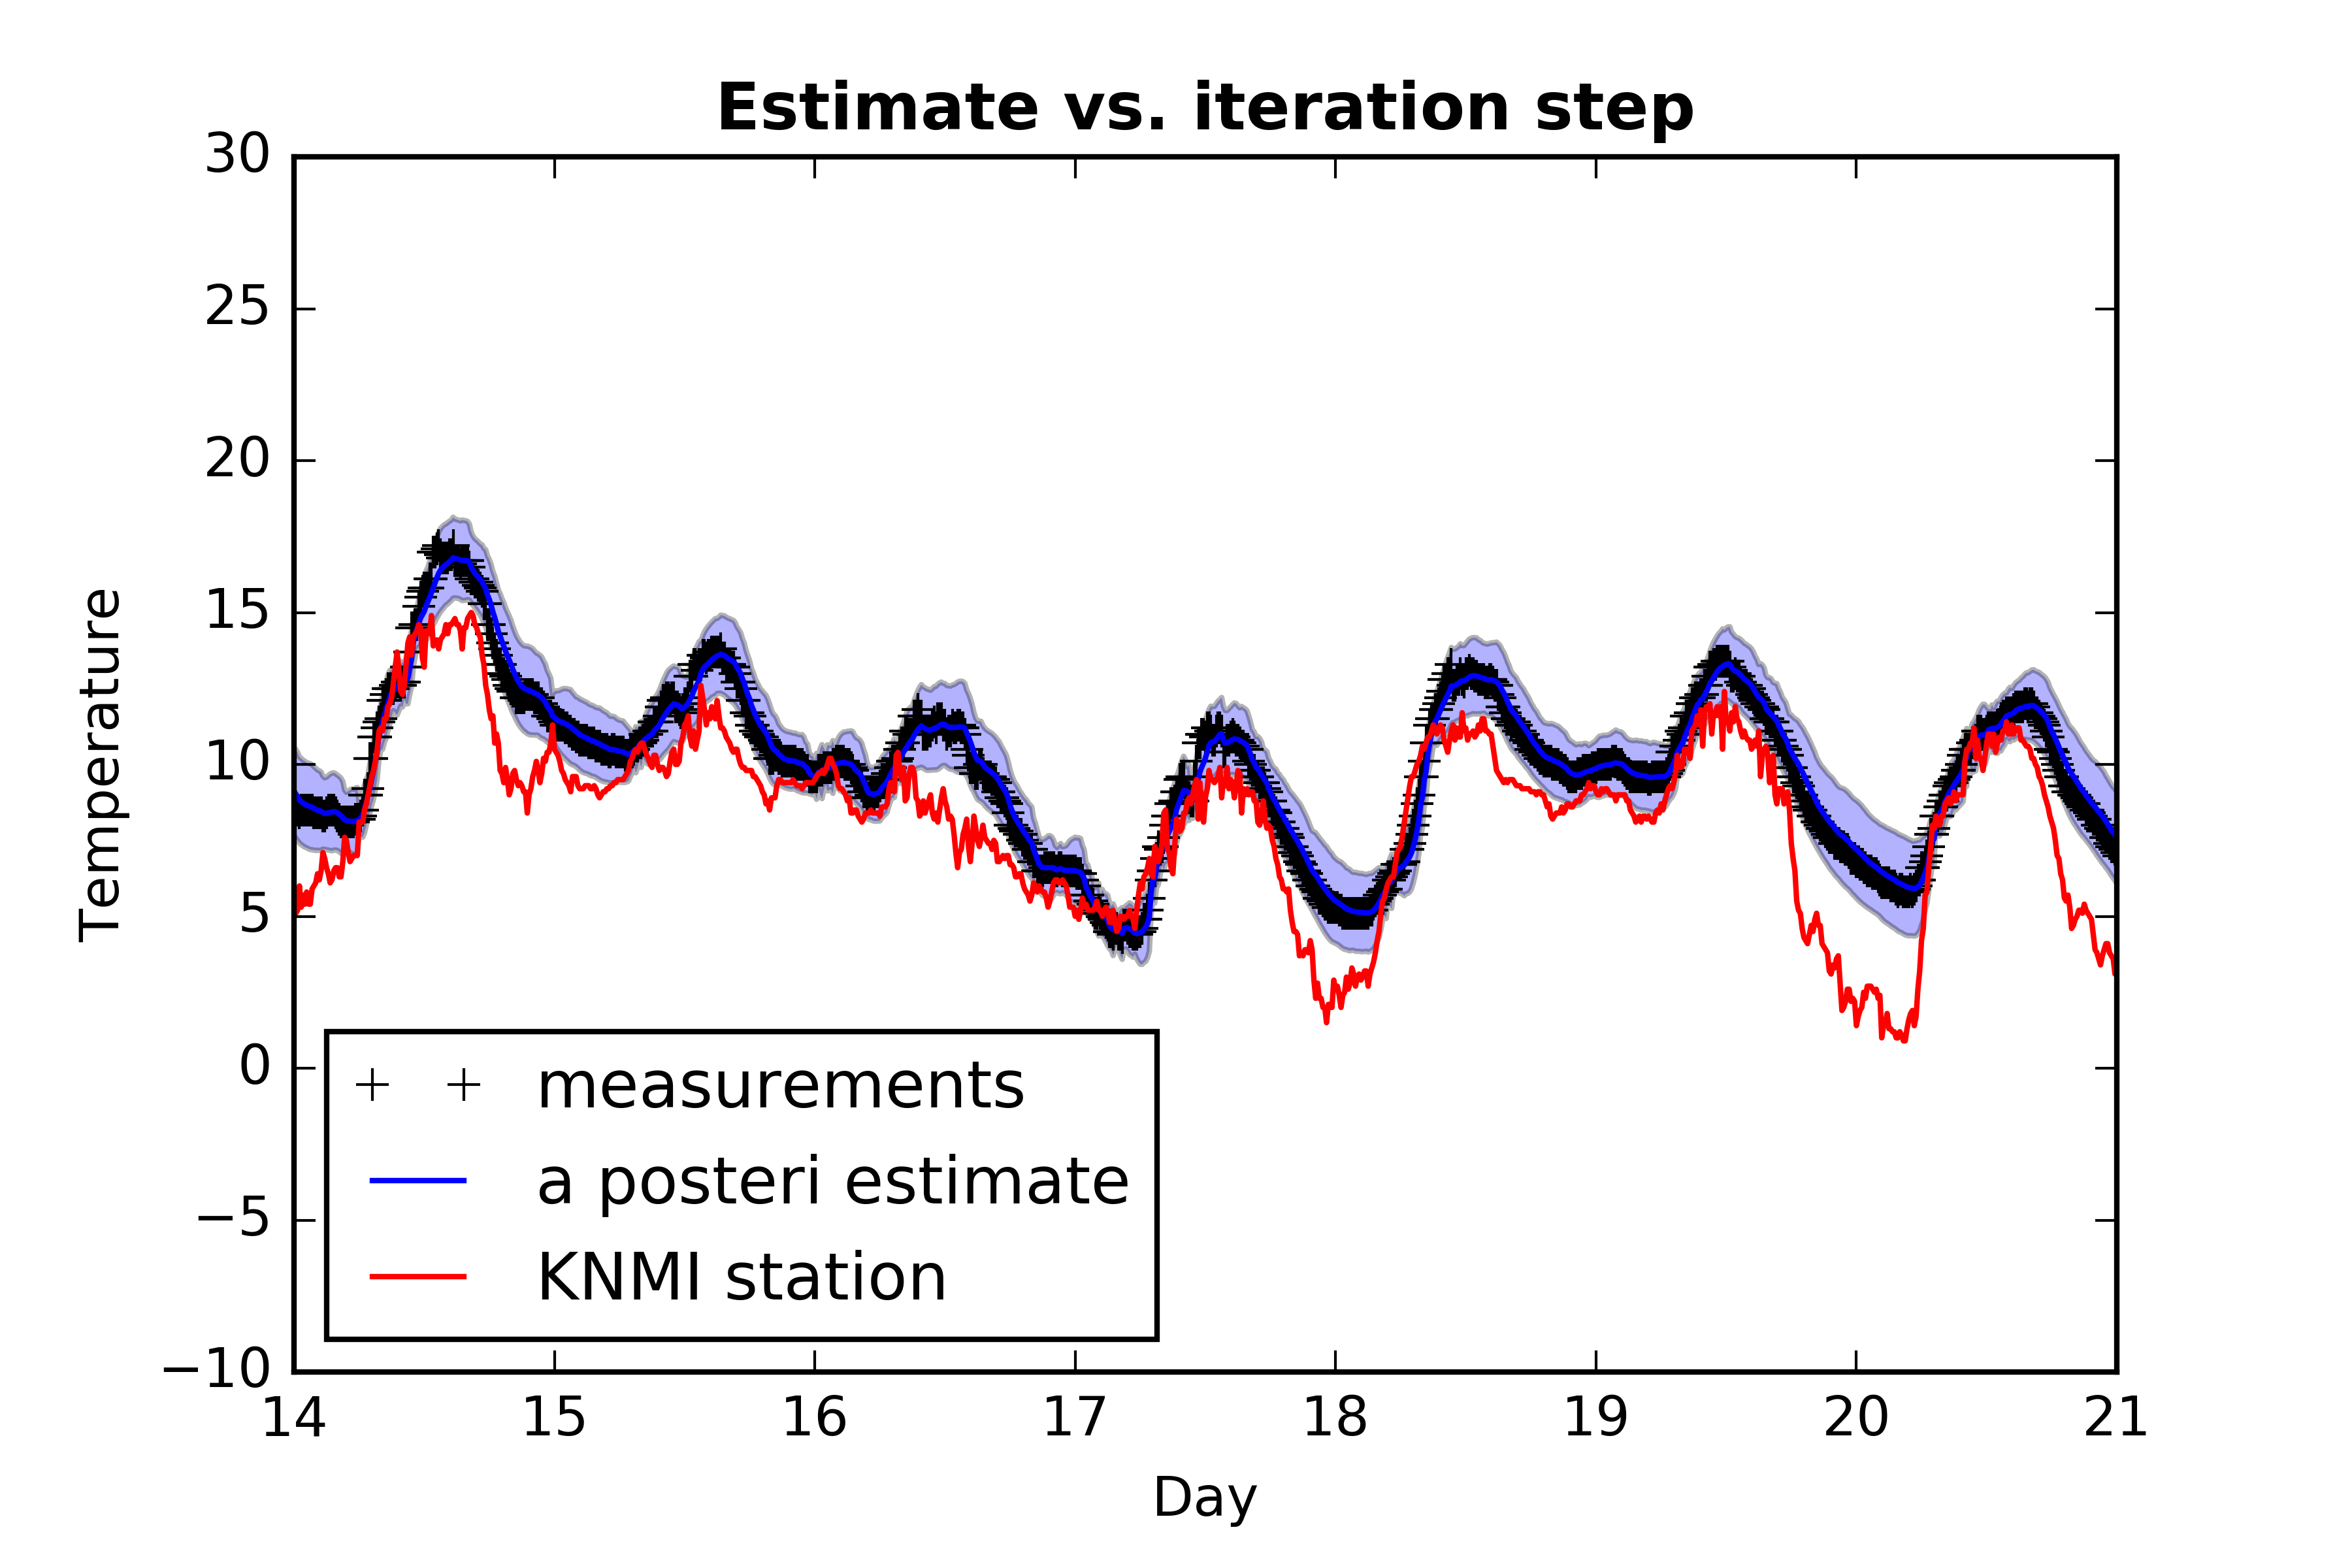 Estimate vs. iteration step
30
25
20
15
10
5
0
−5
−10
Temperature
measurements
a posteri estimate
KNMI station
14 15 16 17 18 19 20 21
Day